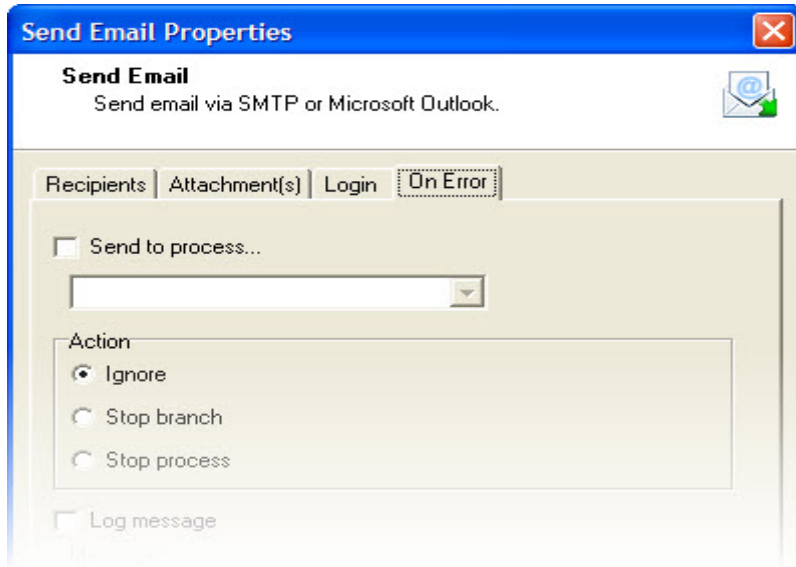 Send Email Properties
Send Email
Send email via SMTP or Microsoft Outlook.
Recipients Attachment(s) Login On Error
Send to process...
Action
Ignore
Stop branch
Stop process
Log message